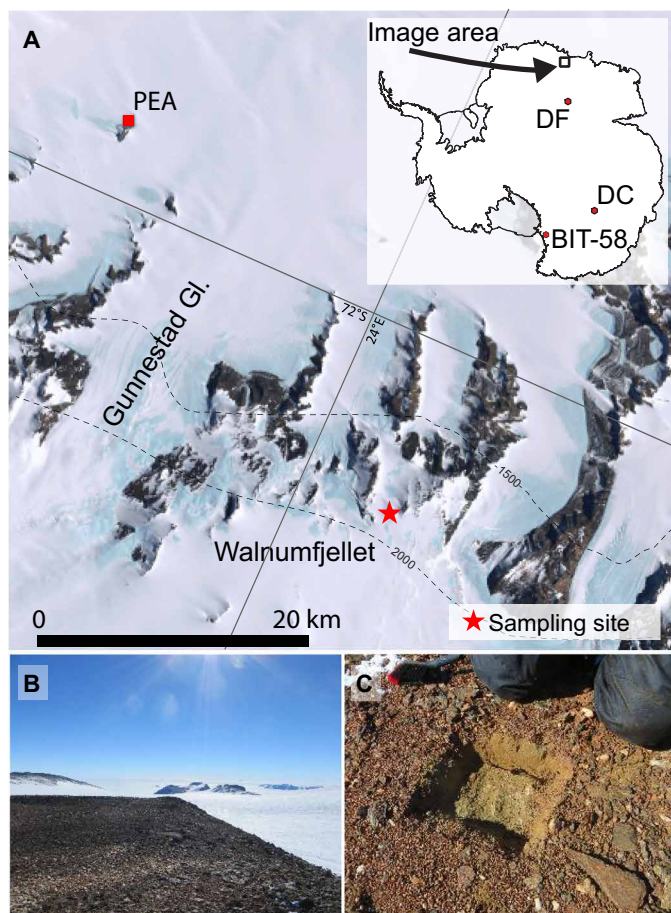 A
Image area
PEA
DF
DC
BIT-58
Gunnestad Gl.
72°S
24°E
1500
Walnumfjellet
2000
0 20 km
Sampling site
B
C